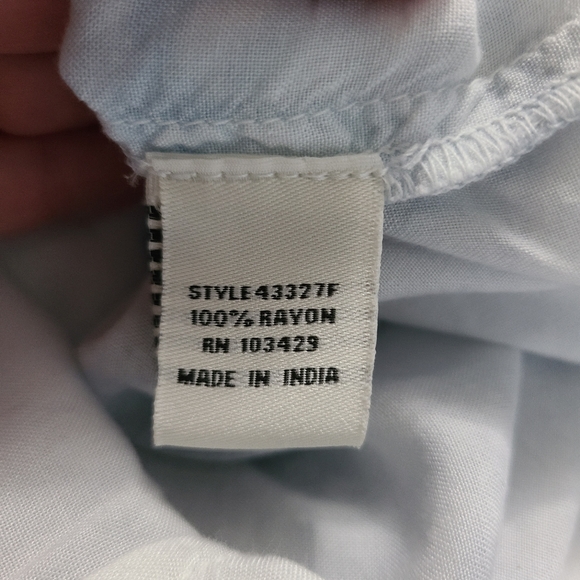 STYLE 43327F
100% RAYON
RN 103429
MADE IN INDIA